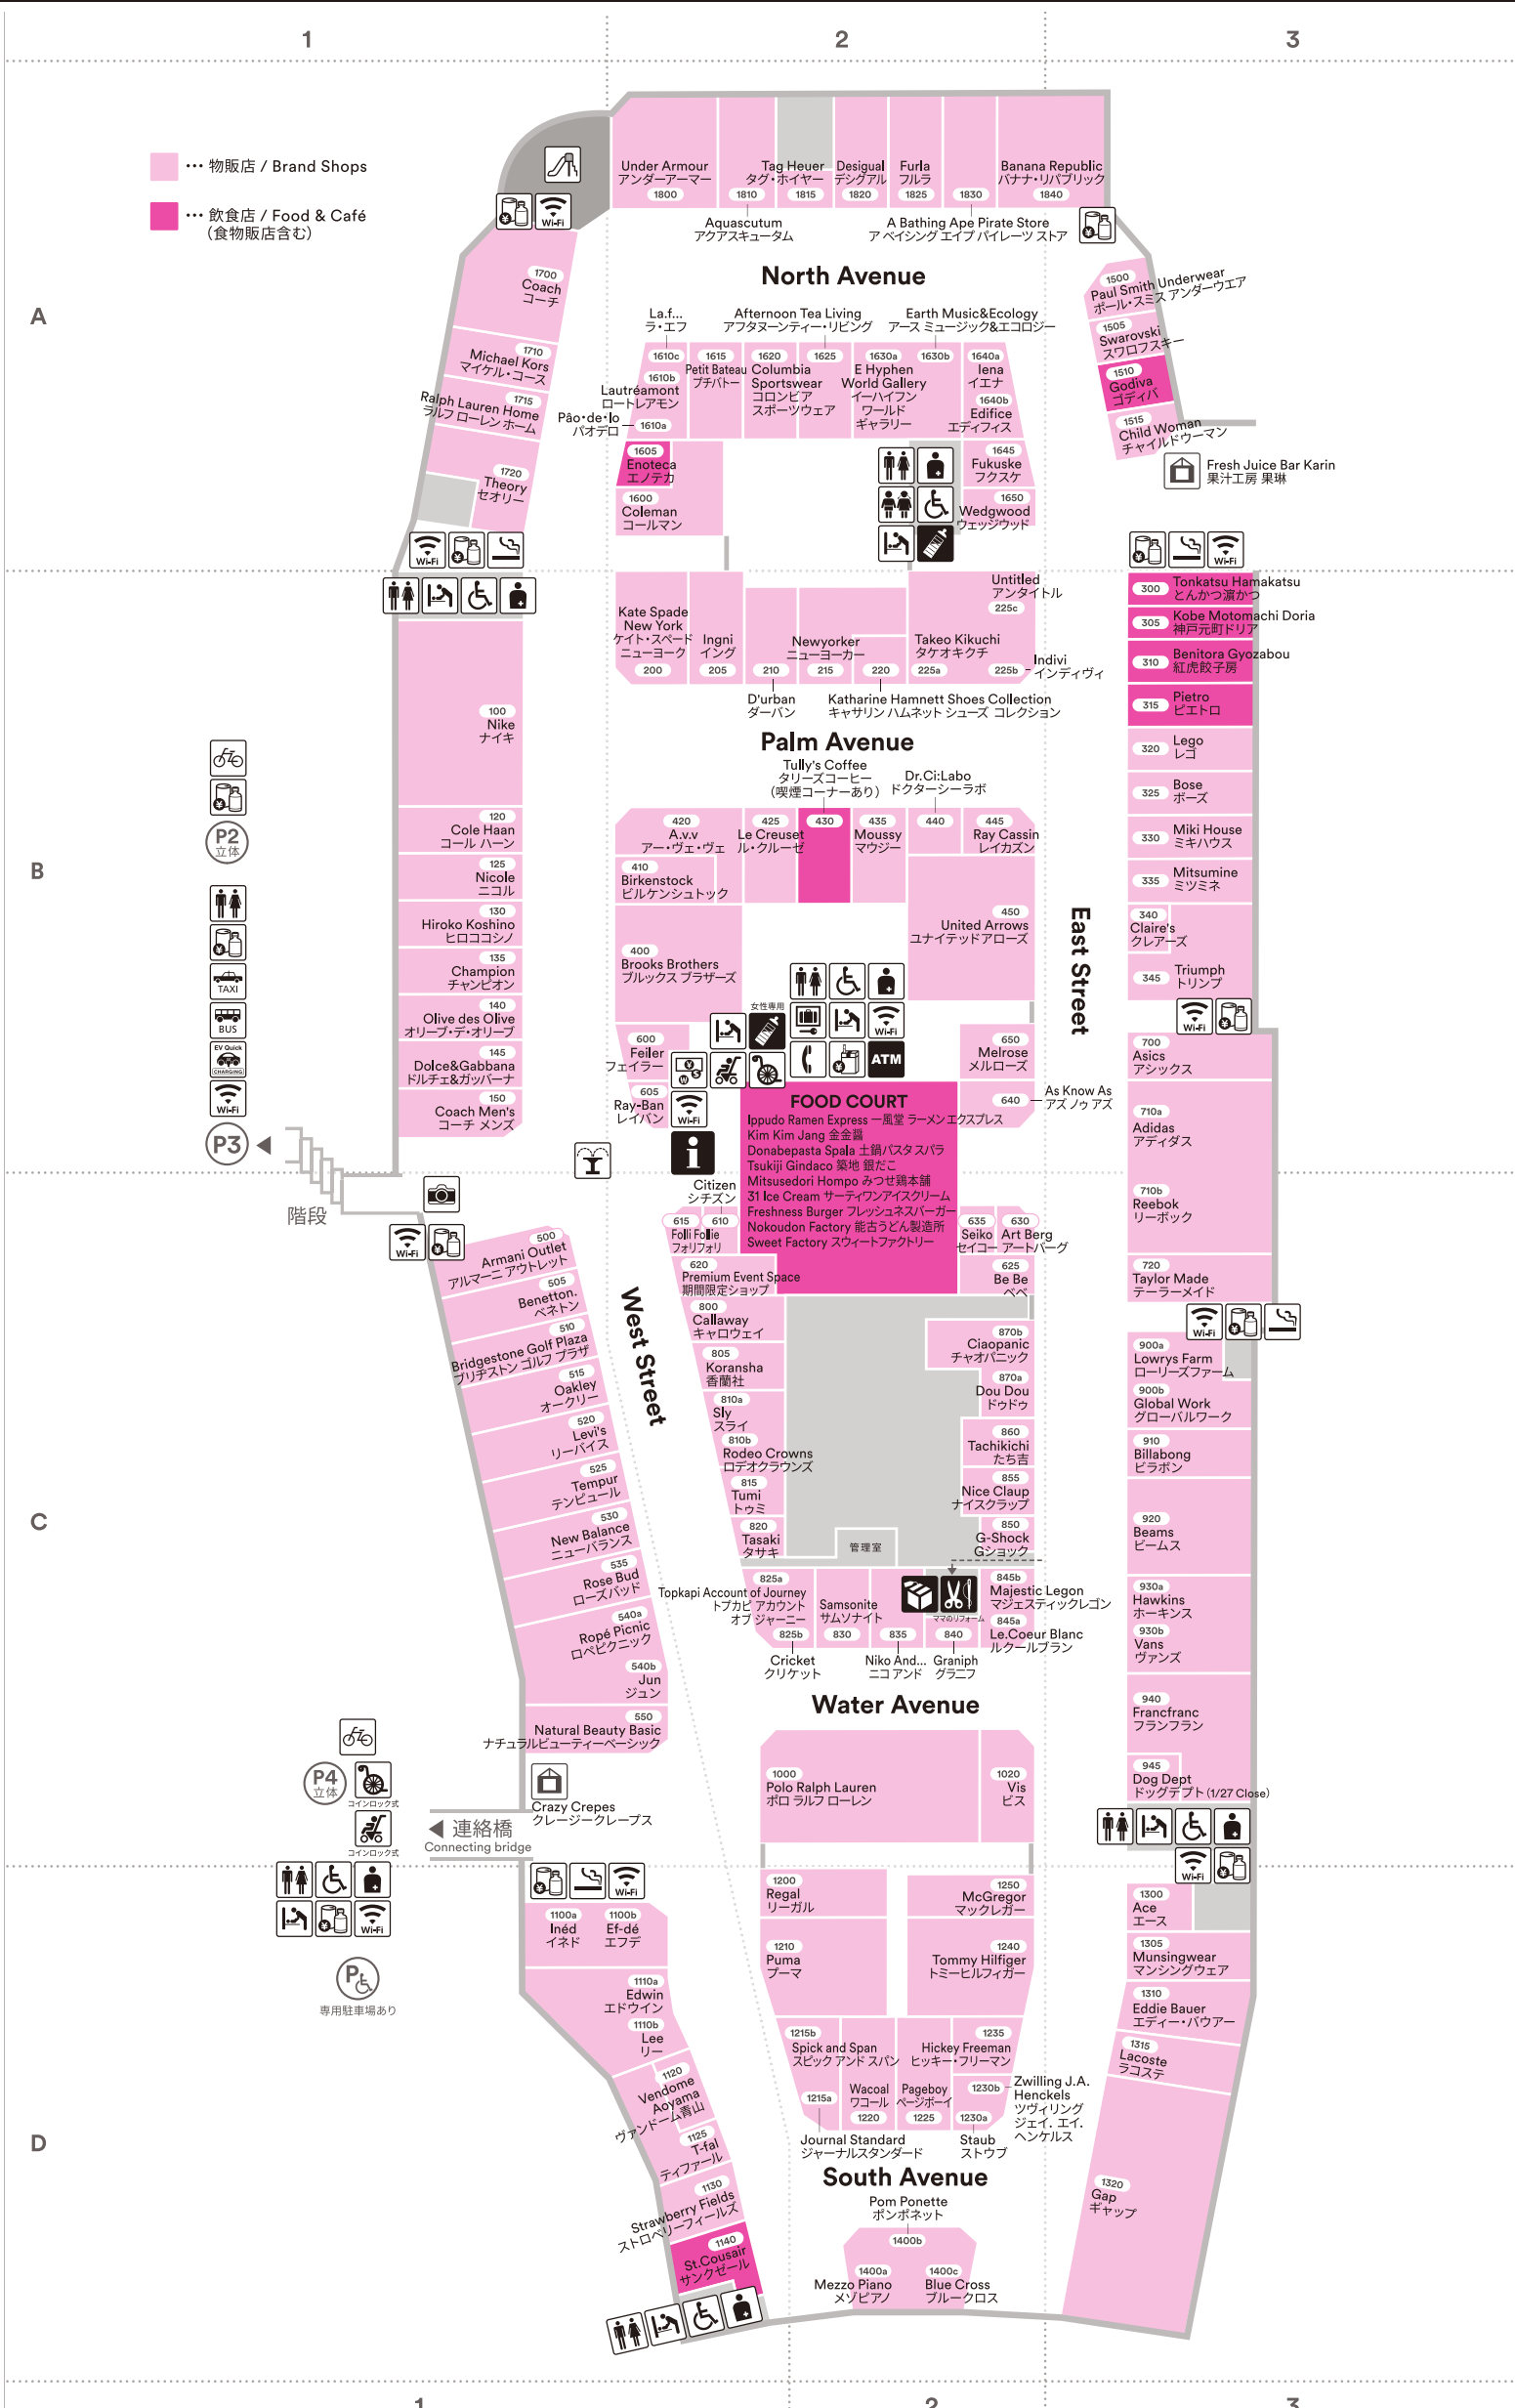 1
2
3
A
… 物販店 / Brand Shops
… 飲食店 / Food & Café
（食物販店含む）
Wi-Fi
Under Armour
アンダーアーマー
1800
1810
Aquascutum
アクアスキュータム
Tag Heuer
タグ・ホイヤー
1815
Desigual
デシグアル
1820
Furla
フルラ
1825
1830
A Bathing Ape Pirate Store
ア ベイシング エイプ パイレーツ ストア
Banana Republic
バナナ・リパブリック
1840
North Avenue
1700
Coach
コーチ
1710
Michael Kors
マイケル・コース
1715
Ralph Lauren Home
ラルフ ローレン ホーム
1720
Theory
セオリー
Wi-Fi
La.f...
ラ・エフ
1610c
1610b
Lautréamont
ロートレアモン
Pâo・de・lo
パオデロ
1610a
1615
Petit Bateau
プチバトー
1620
Columbia
Sportswear
コロンビア
スポーツウェア
Afternoon Tea Living
アフタヌーンティー・リビング
1625
1630a
E Hyphen
World Gallery
イーハイフン
ワールド
ギャラリー
Earth Music&Ecology
アース ミュージック&エコロジー
1630b
1640a
Iena
イエナ
1640b
Edifice
エディフィス
1605
Enoteca
エノテカ
1600
Coleman
コールマン
1645
Fukuske
フクスケ
1650
Wedgwood
ウェッジウッド
1500
Paul Smith Underwear
ポール・スミス アンダーウエア
1505
Swarovski
スワロフスキー
1510
Godiva
ゴディバ
1515
Child Woman
チャイルドウーマン
Fresh Juice Bar Karin
果汁工房 果琳
Wi-Fi
B
100
Nike
ナイキ
120
Cole Haan
コール ハーン
125
Nicole
ニコル
130
Hiroko Koshino
ヒロココシノ
135
Champion
チャンピオン
140
Olive des Olive
オリーブ・デ・オリーブ
145
Dolce&Gabbana
ドルチェ&ガッバーナ
150
Coach Men's
コーチ メンズ
P2
立体
TAXI
BUS
EV Quick
CHARGING
Wi-Fi
P3
階段
Kate Spade
New York
ケイト・スペード
ニューヨーク
200
Ingni
イング
205
210
D'urban
ダーバン
Newyorker
ニューヨーカー
215
220
Katharine Hamnett Shoes Collection
キャサリン ハムネット シューズ コレクション
Untitled
アンタイトル
225c
Takeo Kikuchi
タケオキクチ
225a
225b
Indivi
インディヴィ
Palm Avenue
Tully's Coffee
タリーズコーヒー
（喫煙コーナーあり）
430
Dr.Ci:Labo
ドクターシーラボ
440
420
A.v.v
アー・ヴェ・ヴェ
425
Le Creuset
ル・クルーゼ
435
Moussy
マウジー
445
Ray Cassin
レイカズン
410
Birkenstock
ビルケンシュトック
400
Brooks Brothers
ブルックス ブラザーズ
450
United Arrows
ユナイテッドアローズ
East Street
女性専用
Wi-Fi
ATM
600
Feiler
フェイラー
605
Ray-Ban
レイバン
Wi-Fi
i
650
Melrose
メルローズ
640
As Know As
アズ ノゥ アズ
FOOD COURT
Ippudo Ramen Express 一風堂 ラーメン エクスプレス
Kim Kim Jang 金金醤
Donabepasta Spala 土鍋パスタ スパラ
Tsukiji Gindaco 築地 銀だこ
Mitsusedori Hompo みつせ鶏本舗
31 Ice Cream サーティワンアイスクリーム
Freshness Burger フレッシュネスバーガー
Nokoudon Factory 能古うどん製造所
Sweet Factory スウィートファクトリー
300
Tonkatsu Hamakatsu
とんかつ濵かつ
305
Kobe Motomachi Doria
神戸元町ドリア
310
Benitora Gyozabou
紅虎餃子房
315
Pietro
ピエトロ
320
Lego
レゴ
325
Bose
ボーズ
330
Miki House
ミキハウス
335
Mitsumine
ミツミネ
340
Claire's
クレアーズ
345
Triumph
トリンプ
Wi-Fi
700
Asics
アシックス
710a
Adidas
アディダス
710b
Reebok
リーボック
720
Taylor Made
テーラーメイド
Wi-Fi
C
Wi-Fi
500
Armani Outlet
アルマーニ アウトレット
505
Benetton.
ベネトン
510
Bridgestone Golf Plaza
ブリヂストン ゴルフ プラザ
515
Oakley
オークリー
520
Levi's
リーバイス
525
Tempur
テンピュール
530
New Balance
ニューバランス
535
Rose Bud
ローズバッド
540a
Ropé Picnic
ロペピクニック
540b
Jun
ジュン
550
Natural Beauty Basic
ナチュラルビューティーベーシック
Crazy Crepes
クレージークレープス
West Street
Citizen
シチズン
615
610
Folli Follie
フォリフォリ
620
Premium Event Space
期間限定ショップ
635
Seiko
セイコー
630
Art Berg
アートバーグ
625
Be Be
ベベ
800
Callaway
キャロウェイ
805
Koransha
香蘭社
810a
Sly
スライ
810b
Rodeo Crowns
ロデオクラウンズ
815
Tumi
トゥミ
820
Tasaki
タサキ
管理室
870b
Ciaopanic
チャオパニック
870a
Dou Dou
ドゥドゥ
860
Tachikichi
たち吉
855
Nice Claup
ナイスクラップ
850
G-Shock
Gショック
825a
Topkapi Account of Journey
トプカピ アカウント
オブ ジャーニー
825b
Cricket
クリケット
Samsonite
サムソナイト
830
835
Niko And...
ニコ アンド
ママのリフォーム
840
Graniph
グラニフ
845b
Majestic Legon
マジェスティックレゴン
845a
Le.Coeur Blanc
ルクールブラン
Water Avenue
900a
Lowrys Farm
ローリーズファーム
900b
Global Work
グローバルワーク
910
Billabong
ビラボン
920
Beams
ビームス
930a
Hawkins
ホーキンス
930b
Vans
ヴァンズ
940
Francfranc
フランフラン
945
Dog Dept
ドッグデプト (1/27 Close)
Wi-Fi
P4
立体
コインロック式
コインロック式
連絡橋
Connecting bridge
1000
Polo Ralph Lauren
ポロ ラルフ ローレン
1020
Vis
ビス
D
Wi-Fi
P
専用駐車場あり
Wi-Fi
1100a
Inéd
イネド
1100b
Ef-dé
エフデ
1110a
Edwin
エドウイン
1110b
Lee
リー
1120
Vendome
Aoyama
ヴァンドーム青山
1125
T-fal
ティファール
1130
Strawberry Fields
ストロベリーフィールズ
1140
St.Cousair
サンクゼール
1200
Regal
リーガル
1250
McGregor
マックレガー
1210
Puma
プーマ
1240
Tommy Hilfiger
トミーヒルフィガー
1215b
Spick and Span
スピック アンド スパン
1235
Hickey Freeman
ヒッキー・フリーマン
1215a
Journal Standard
ジャーナルスタンダード
Wacoal
ワコール
1220
Pageboy
ページボーイ
1225
1230b
Zwilling J.A.
Henckels
ツヴィリング
ジェイ. エイ.
ヘンケルス
1230a
Staub
ストウブ
South Avenue
Pom Ponette
ポンポネット
1400b
1400a
Mezzo Piano
メゾピアノ
1400c
Blue Cross
ブルークロス
1300
Ace
エース
1305
Munsingwear
マンシングウェア
1310
Eddie Bauer
エディー・バウアー
1315
Lacoste
ラコステ
1320
Gap
ギャップ
1
2
3